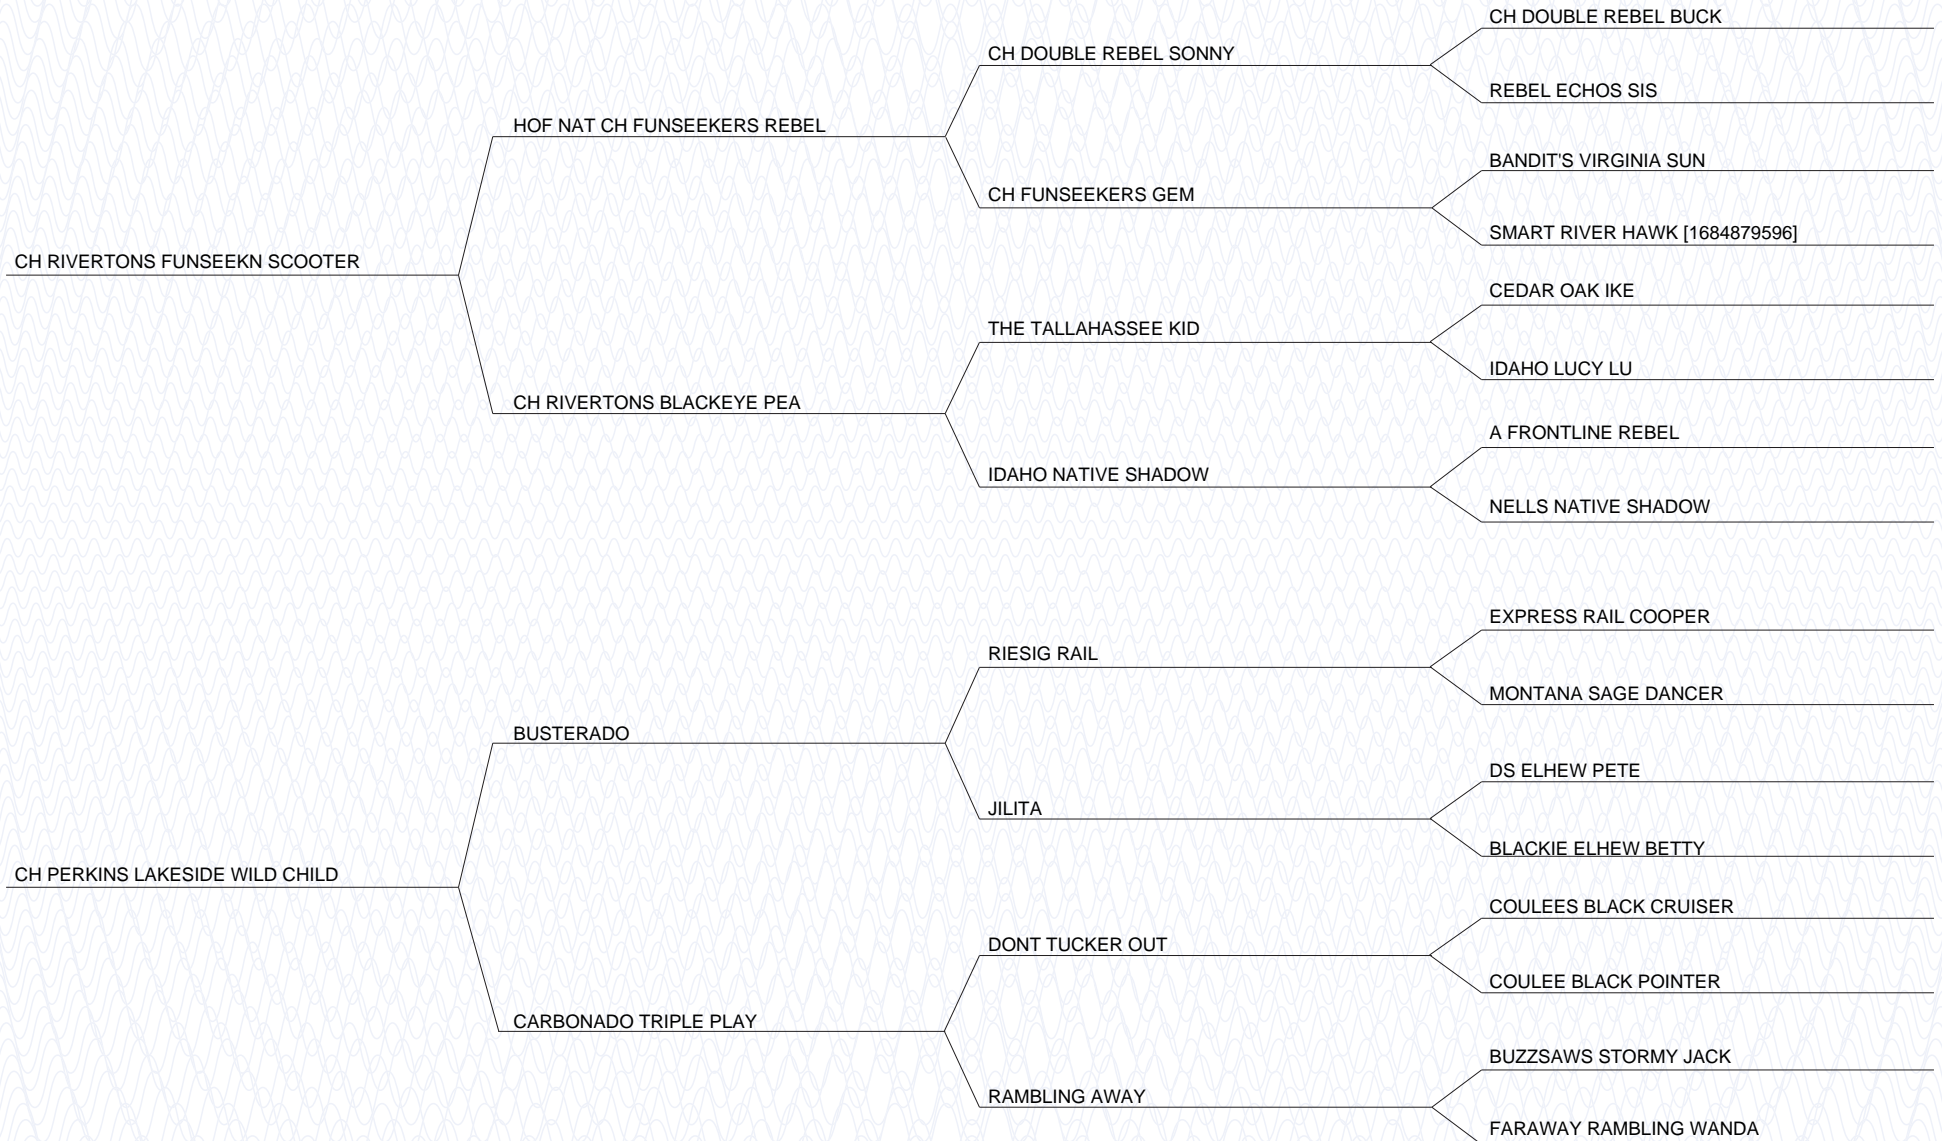 CH DOUBLE REBEL BUCK
CH DOUBLE REBEL SONNY
REBEL ECHOS SIS
HOF NAT CH FUNSEEKERS REBEL
BANDIT'S VIRGINIA SUN
CH FUNSEEKERS GEM
SMART RIVER HAWK [1684879596]
CH RIVERTONS FUNSEEKN SCOOTER
CEDAR OAK IKE
THE TALLAHASSEE KID
IDAHO LUCY LU
CH RIVERTONS BLACKEYE PEA
A FRONTLINE REBEL
IDAHO NATIVE SHADOW
NELLS NATIVE SHADOW
EXPRESS RAIL COOPER
RIESIG RAIL
MONTANA SAGE DANCER
BUSTERADO
DS ELHEW PETE
JILITA
BLACKIE ELHEW BETTY
CH PERKINS LAKESIDE WILD CHILD
COULEES BLACK CRUISER
DONT TUCKER OUT
COULEE BLACK POINTER
CARBONADO TRIPLE PLAY
BUZZSAWS STORMY JACK
RAMBLING AWAY
FARAWAY RAMBLING WANDA